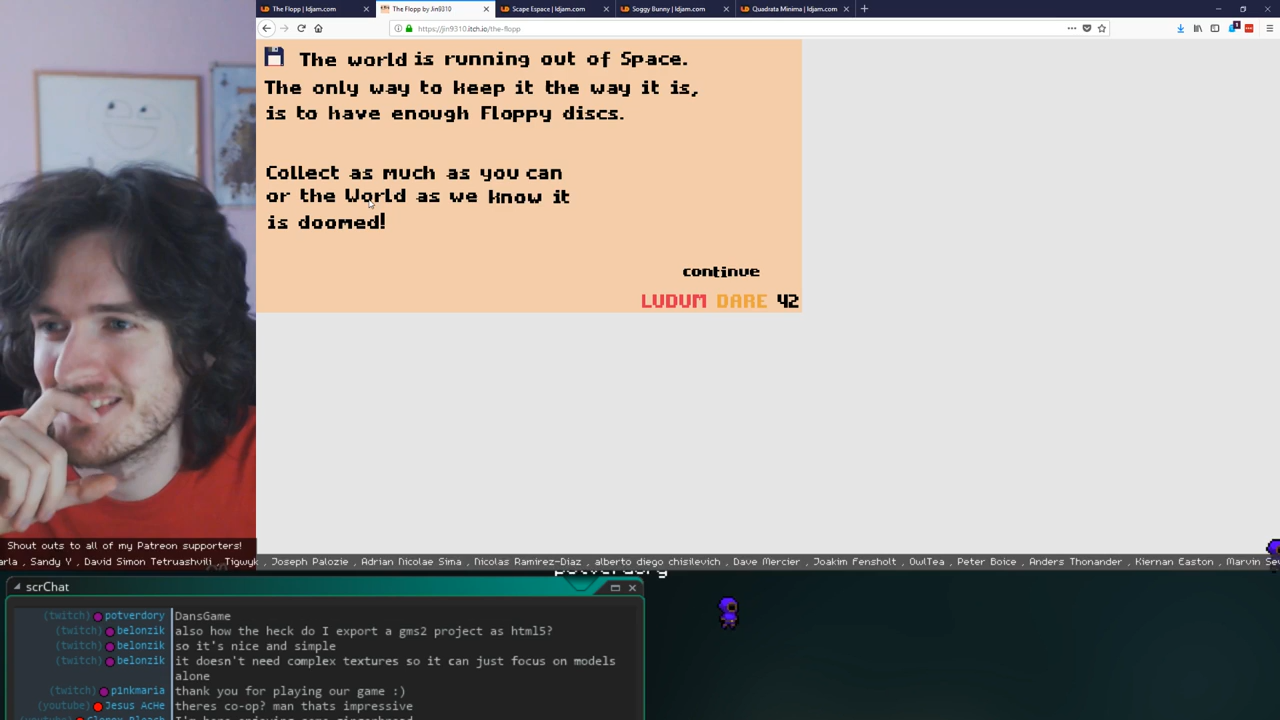 The Flopp | ldjam.com
The Flopp by Jin9310
Scape Espace | ldjam.com
Soggy Bunny | ldjam.com
Quadrata Minima | ldjam.com
https://jin9310.itch.io/the-flopp
The world is running out of Space.
The only way to keep it the way it is,
is to have enough Floppy discs.
Collect as much as you can
or the World as we know it
is doomed!
continue
LUDUM DARE 42
Shout outs to all of my Patreon supporters!
arla , Sandy Y , David Simon Tetruashvili , Tigwyk , Joseph Palozie , Adrian Nicolae Sima , Nicolas Ramirez-Diaz , alberto diego chisilevich , Dave Mercier , Joakim Fensholt , OwlTea , Peter Boice , Anders Thonander , Kiernan Easton , Marvin Sev
potverdory
scrChat
(twitch) potverdory DansGame
(twitch) belonzik also how the heck do I export a gms2 project as html5?
(twitch) belonzik so it's nice and simple
(twitch) belonzik it doesn't need complex textures so it can just focus on models
alone
(twitch) pinkmaria thank you for playing our game :)
(youtube) Jesus AcHe theres co-op? man thats impressive